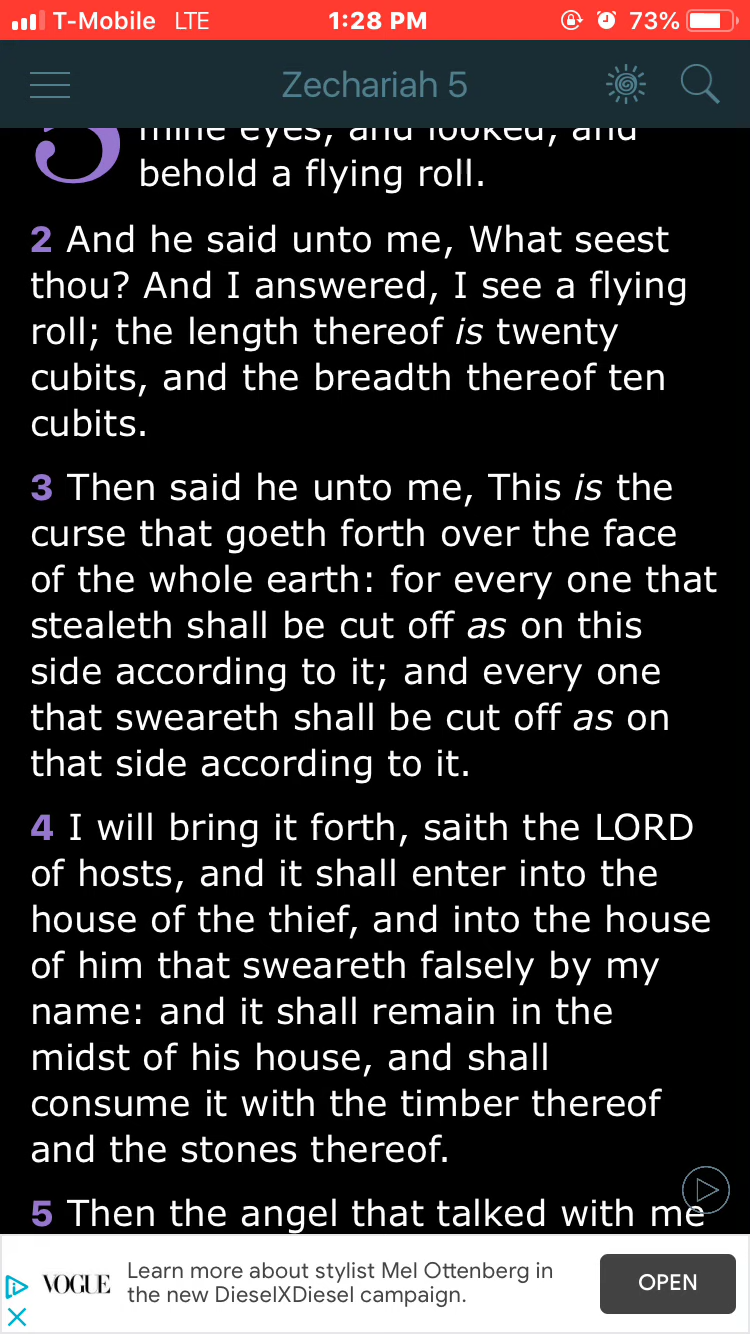 T-Mobile LTE 1:28 PM 73%
Zechariah 5
5 mine eyes, and looked, and
behold a flying roll.
2 And he said unto me, What seest
thou? And I answered, I see a flying
roll; the length thereof is twenty
cubits, and the breadth thereof ten
cubits.
3 Then said he unto me, This is the
curse that goeth forth over the face
of the whole earth: for every one that
stealeth shall be cut off as on this
side according to it; and every one
that sweareth shall be cut off as on
that side according to it.
4 I will bring it forth, saith the LORD
of hosts, and it shall enter into the
house of the thief, and into the house
of him that sweareth falsely by my
name: and it shall remain in the
midst of his house, and shall
consume it with the timber thereof
and the stones thereof.
5 Then the angel that talked with me
VOGUE
Learn more about stylist Mel Ottenberg in
the new DieselXDiesel campaign.
OPEN